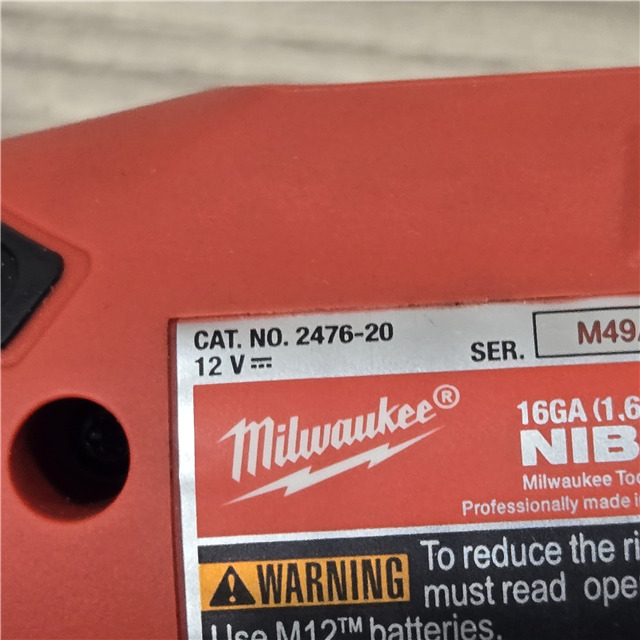 CAT. NO. 2476-20
12 V
SER. M49
Milwaukee®
16GA (1.6
NIB
Milwaukee Too
Professionally made in
WARNING
To reduce the ri
must read ope
Use M12™ batteries.